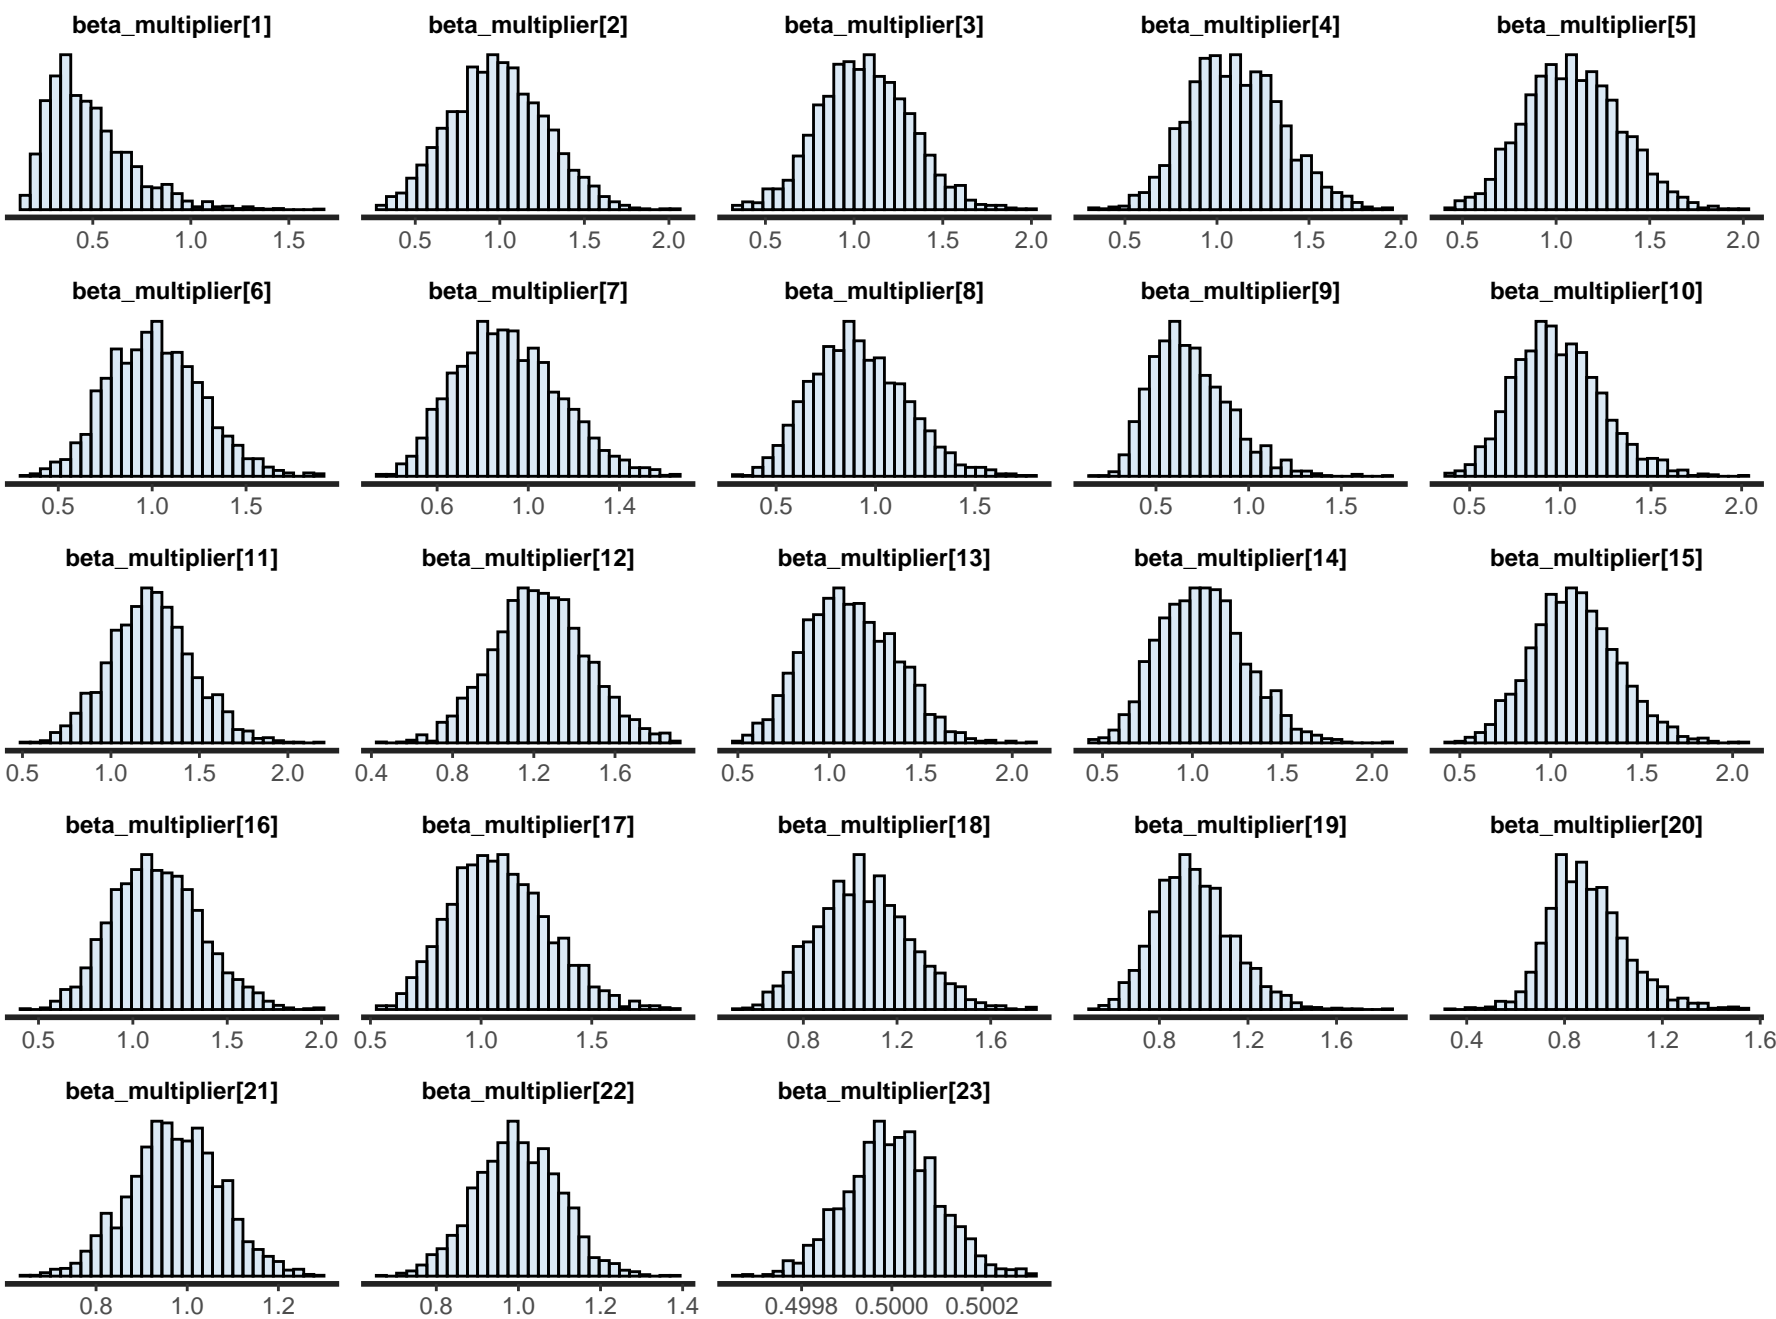 beta_multiplier[1] beta_multiplier[2] beta_multiplier[3] beta_multiplier[4] beta_multiplier[5]
0.5 1.0 1.5 0.5 1.0 1.5 2.0 0.5 1.0 1.5 2.0 0.5 1.0 1.5 2.0 0.5 1.0 1.5 2.0
beta_multiplier[6] beta_multiplier[7] beta_multiplier[8] beta_multiplier[9] beta_multiplier[10]
0.5 1.0 1.5 0.6 1.0 1.4 0.5 1.0 1.5 0.5 1.0 1.5 0.5 1.0 1.5 2.0
beta_multiplier[11] beta_multiplier[12] beta_multiplier[13] beta_multiplier[14] beta_multiplier[15]
0.5 1.0 1.5 2.0 0.4 0.8 1.2 1.6 0.5 1.0 1.5 2.0 0.5 1.0 1.5 2.0 0.5 1.0 1.5 2.0
beta_multiplier[16] beta_multiplier[17] beta_multiplier[18] beta_multiplier[19] beta_multiplier[20]
0.5 1.0 1.5 2.0 0.5 1.0 1.5 0.8 1.2 1.6 0.8 1.2 1.6 0.4 0.8 1.2 1.6
beta_multiplier[21] beta_multiplier[22] beta_multiplier[23]
0.8 1.0 1.2 0.8 1.0 1.2 1.4 0.4998 0.5000 0.5002